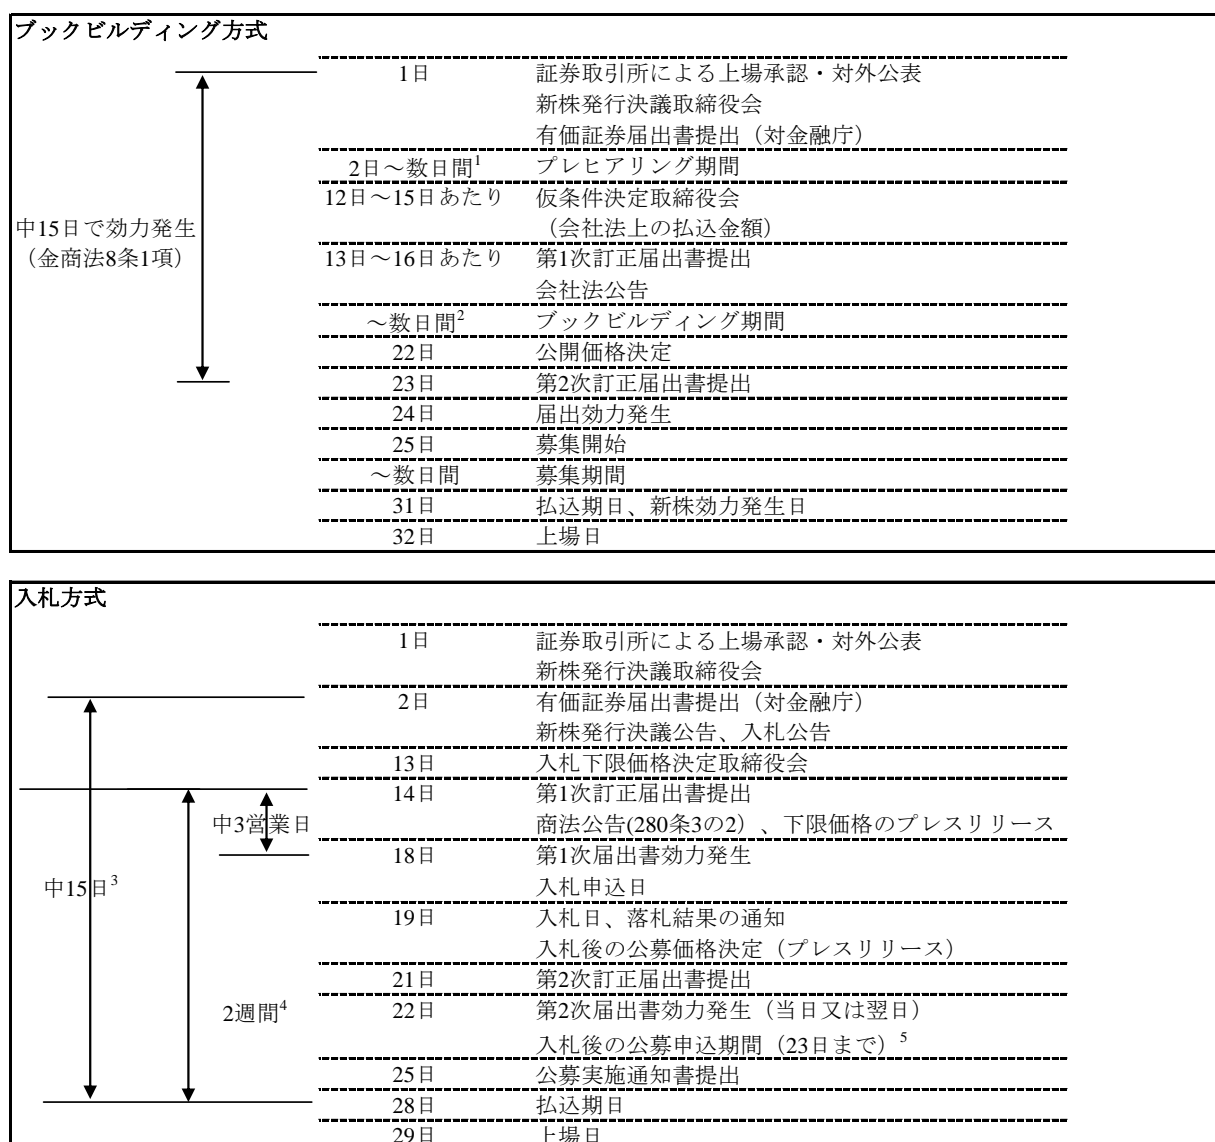 ブックビルディング方式
1日 証券取引所による上場承認・対外公表
新株発行決議取締役会
有価証券届出書提出（対金融庁）
2日～数日間1 プレヒアリング期間
12日～15日あたり 仮条件決定取締役会
中15日で効力発生 （会社法上の払込金額）
（金商法8条1項） 13日～16日あたり 第1次訂正届出書提出
会社法公告
～数日間2 ブックビルディング期間
22日 公開価格決定
23日 第2次訂正届出書提出
24日 届出効力発生
25日 募集開始
～数日間 募集期間
31日 払込期日、新株効力発生日
32日 上場日
入札方式
1日 証券取引所による上場承認・対外公表
新株発行決議取締役会
2日 有価証券届出書提出（対金融庁）
新株発行決議公告、入札公告
13日 入札下限価格決定取締役会
14日 第1次訂正届出書提出
中3営業日 商法公告(280条3の2）、下限価格のプレスリリース
18日 第1次届出書効力発生
中15日3 入札申込日
19日 入札日、落札結果の通知
入札後の公募価格決定（プレスリリース）
21日 第2次訂正届出書提出
2週間4 22日 第2次届出書効力発生（当日又は翌日）
入札後の公募申込期間（23日まで）5
25日 公募実施通知書提出
28日 払込期日
29日 上場日